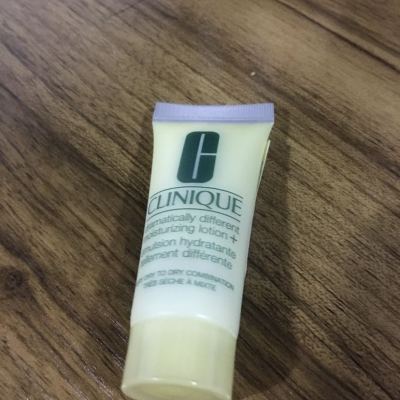 CLINIQUE
dramatically different
moisturizing lotion+
émulsion hydratante
tellement différente
VERY DRY TO DRY COMBINATION
TRÈS SÈCHE À MIXTE